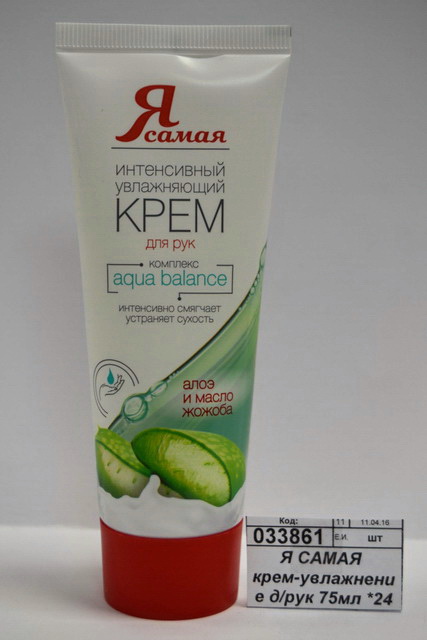 Я
самая
интенсивный
увлажняющий
КРЕМ
для рук
комплекс
aqua balance
интенсивно смягчает
устраняет сухость
алоэ
и масло
жожоба
Код: 11 11.04.16
033861 Е.И. шт
Я САМАЯ
крем-увлажнени
е д/рук 75мл *24